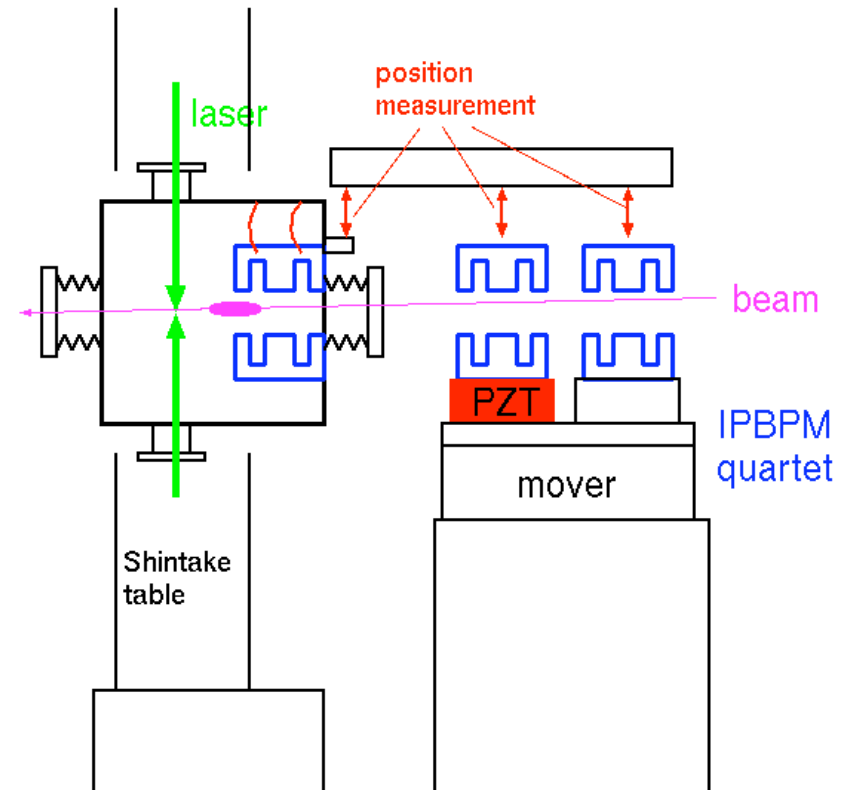 position
measurement
laser
beam
PZT
IPBPM
quartet
mover
Shintake
table